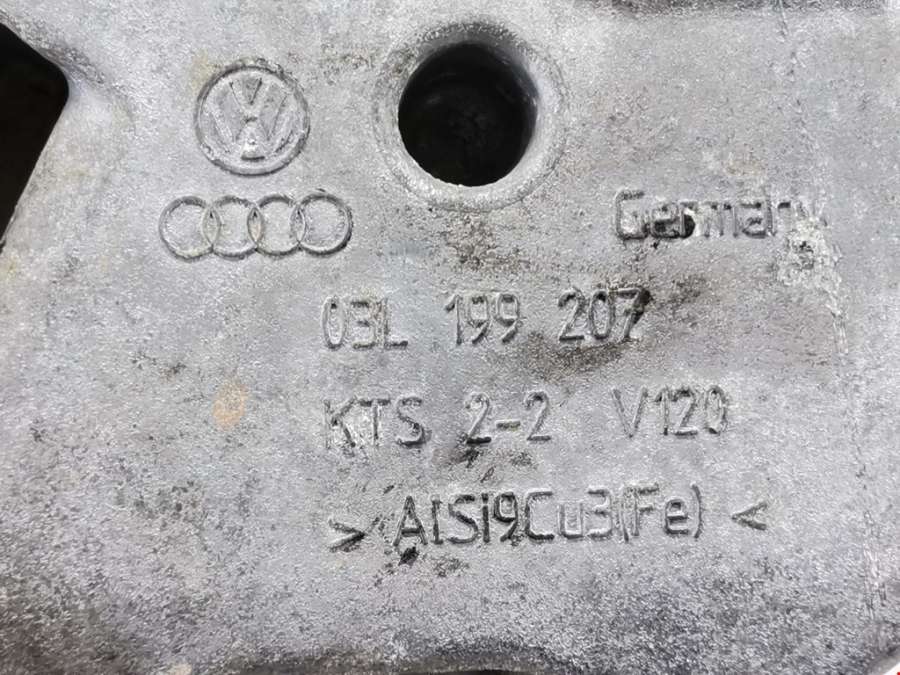 Germany
03L 199 207
KTS 2-2 V120
> AlSi9Cu3(Fe) <